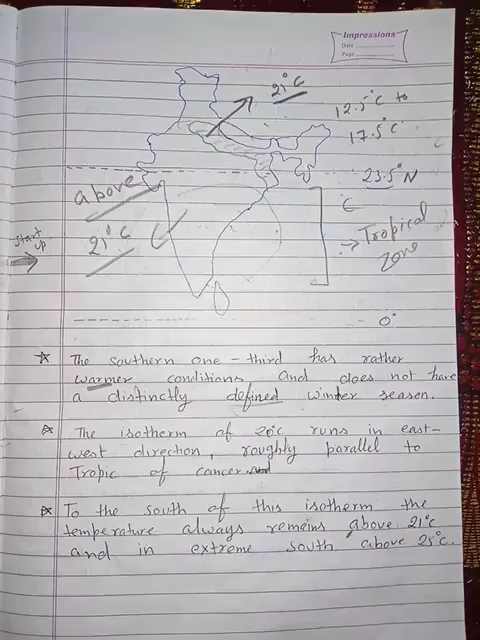 Impressions
Date
Page
21°C
12.5°C to
17.5°C
23.5°N
above
21°C
Start
up
Tropical
Zone
0°
The southern one-third has rather
warmer conditions and does not have
a distinctly defined winter season.
The isotherm of 20°C runs in east-
west direction, roughly parallel to
Tropic of cancer.
To the south of this isotherm the
temperature always remains above 21°C
and in extreme south above 25°C.